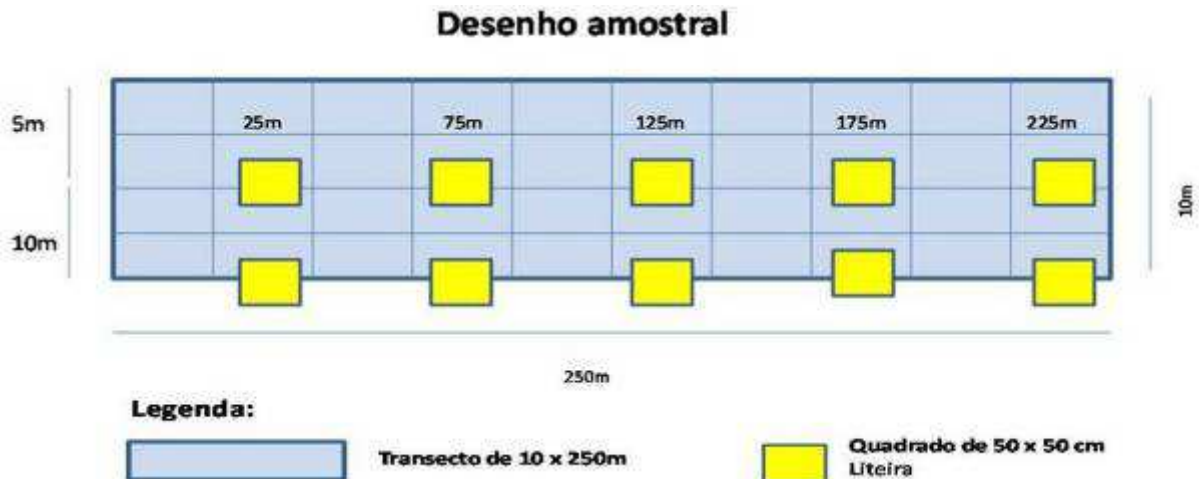 Desenho amostral
5m
25m 75m 125m 175m 225m
10m
10m
250m
Legenda:
Transecto de 10 x 250m
Quadrado de 50 x 50 cm
Liteira